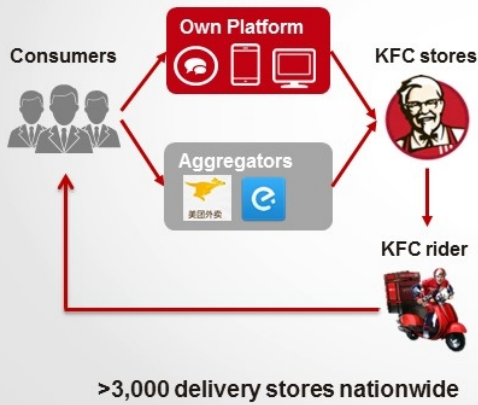 Own Platform
Consumers
KFC stores
Aggregators
美团外卖
KFC rider
>3,000 delivery stores nationwide